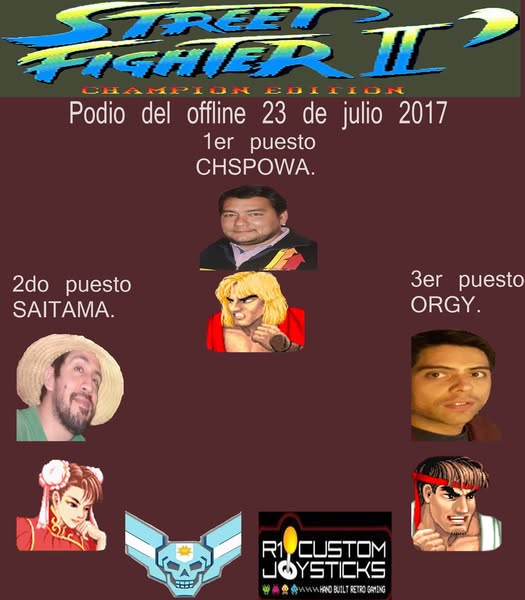 STREET
FIGHTER II'
CHAMPION EDITION
Podio del offline 23 de julio 2017
1er puesto
CHSPOWA.
2do puesto
SAITAMA.
3er puesto
ORGY.
R1 CUSTOM
JOYSTICKS
HAND BUILT RETRO GAMING